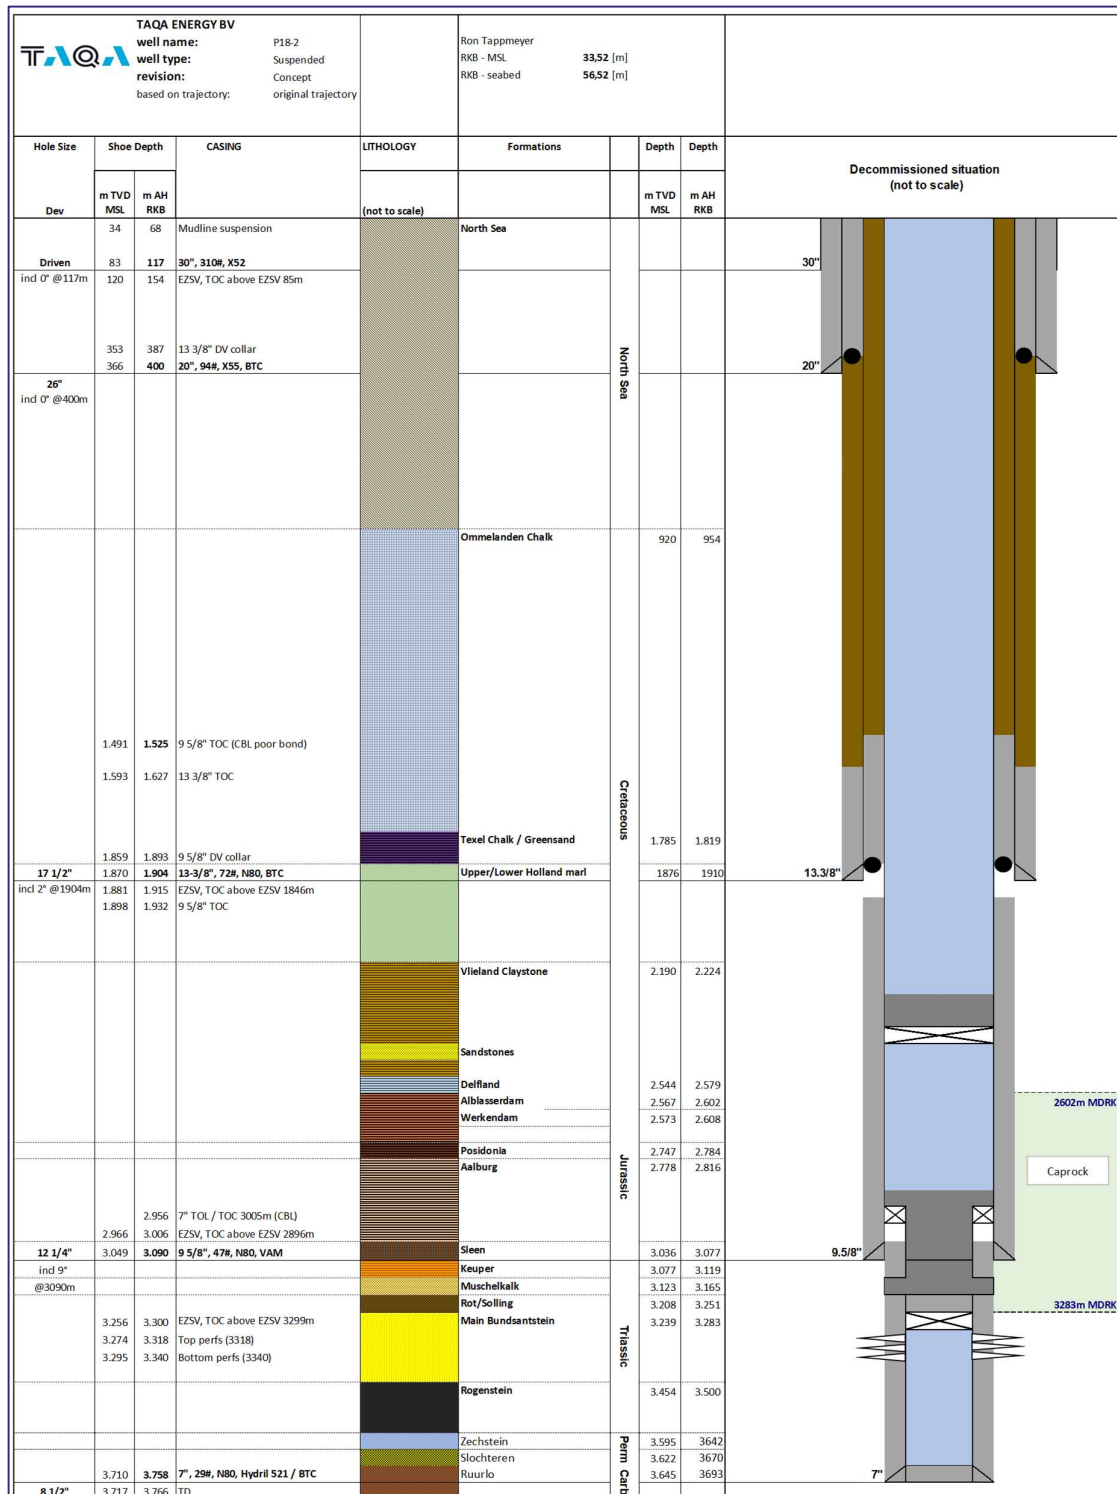 TAQA
TAQA ENERGY BV
well name: P18-2
well type: Suspended
revision: Concept
based on trajectory: original trajectory
Ron Tappmeyer
RKB - MSL 33,52 [m]
RKB - seabed 56,52 [m]
Hole Size Shoe Depth CASING LITHOLOGY Formations Depth Depth
Decommissioned situation
(not to scale)
Dev m TVD MSL m AH RKB (not to scale) m TVD MSL m AH RKB
34 68 Mudline suspension North Sea
Driven 83 117 30", 310#, X52 30"
incl 0° @117m 120 154 EZSV, TOC above EZSV 85m
353 387 13 3/8" DV collar
366 400 20", 94#, X55, BTC 20"
North Sea
26"
incl 0° @400m
Ommelanden Chalk 920 954
1.491 1.525 9 5/8" TOC (CBL poor bond)
1.593 1.627 13 3/8" TOC
Cretaceous
Texel Chalk / Greensand 1.785 1.819
1.859 1.893 9 5/8" DV collar
17 1/2" 1.870 1.904 13-3/8", 72#, N80, BTC Upper/Lower Holland marl 1876 1910 13.3/8"
incl 2° @1904m 1.881 1.915 EZSV, TOC above EZSV 1846m
1.898 1.932 9 5/8" TOC
Vlieland Claystone 2.190 2.224
Sandstones
Delfland 2.544 2.579
Alblasserdam 2.567 2.602 2602m MDRK
Werkendam 2.573 2.608
Posidonia 2.747 2.784
Aalburg 2.778 2.816
Caprock
Jurassic
2.956 7" TOL / TOC 3005m (CBL)
2.966 3.006 EZSV, TOC above EZSV 2896m
12 1/4" 3.049 3.090 9 5/8", 47#, N80, VAM Sleen 3.036 3.077 9.5/8"
incl 9° Keuper 3.077 3.119
@3090m Muschelkalk 3.123 3.165
Rot/Solling 3.208 3.251 3283m MDRK
3.256 3.300 EZSV, TOC above EZSV 3299m Main Bundsantstein 3.239 3.283
3.274 3.318 Top perfs (3318)
3.295 3.340 Bottom perfs (3340)
Triassic
Rogenstein 3.454 3.500
Zechstein 3.595 3642
Slochteren 3.622 3670
3.710 3.758 7", 29#, N80, Hydril 521 / BTC Ruurlo 3.645 3693 7"
Perm Carb
8 1/2" 3.717 3.766 TD